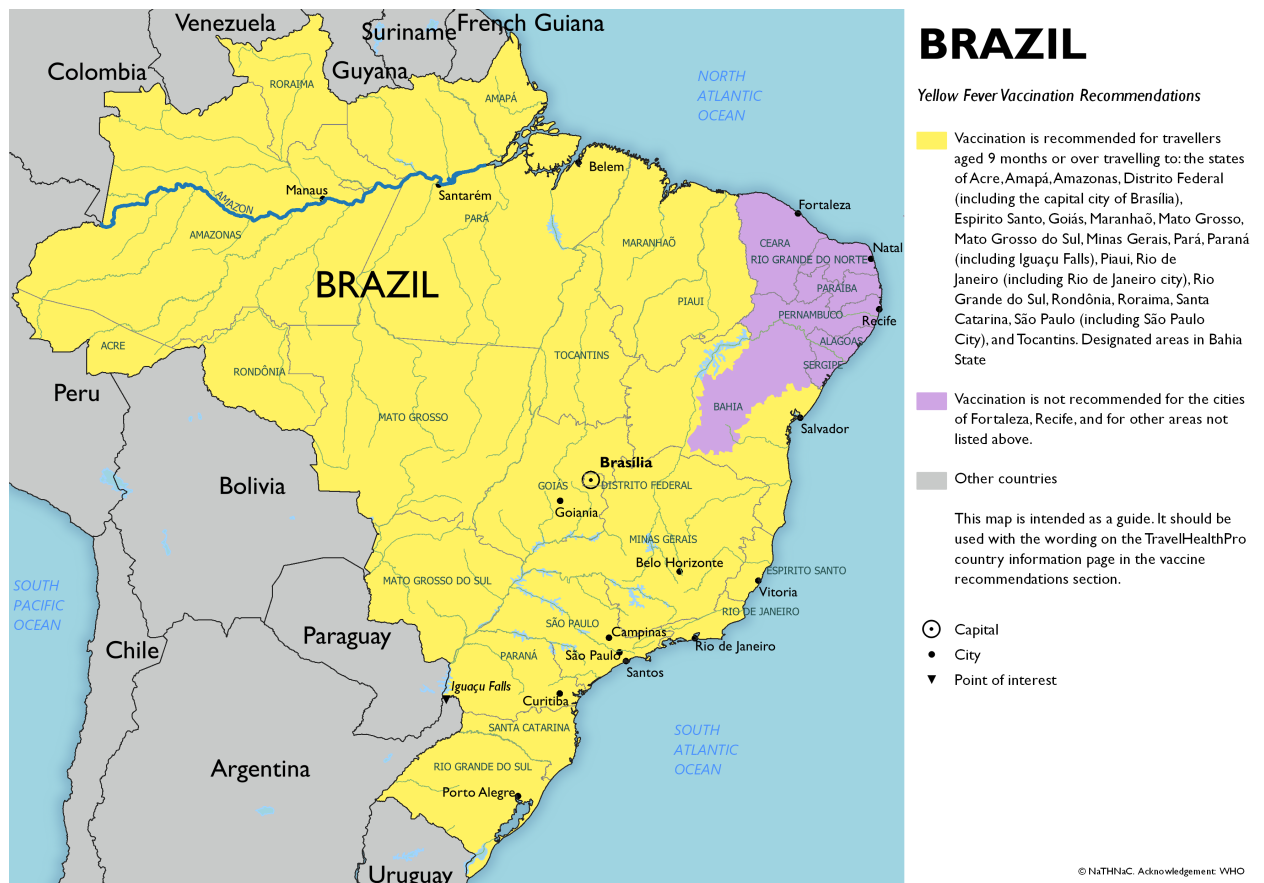 Venezuela
Suriname
French Guiana
Colombia
Guyana
RORAIMA
AMAPÁ
NORTH
ATLANTIC
OCEAN
Manaus
Santarém
Belem
AMAZON
AMAZONAS
PARÁ
MARANHAÕ
Fortaleza
CEARA
Natal
RIO GRANDE DO NORTE
BRAZIL
PARAÍBA
PIAUI
PERNAMBUCO
Recife
ACRE
ALAGOAS
TOCANTINS
SERGIPE
RONDÔNIA
Peru
MATO GROSSO
BAHIA
Salvador
Brasília
Bolivia
GOIÁS
DISTRITO FEDERAL
Goiania
MINAS GERAIS
Belo Horizonte
ESPIRITO SANTO
MATO GROSSO DO SUL
Vitoria
SOUTH
PACIFIC
OCEAN
RIO DE JANEIRO
SÃO PAULO
Campinas
Paraguay
Chile
PARANÁ
São Paulo
Rio de Janeiro
Santos
Iguaçu Falls
Curitiba
SANTA CATARINA
SOUTH
ATLANTIC
OCEAN
Argentina
RIO GRANDE DO SUL
Porto Alegre
Uruguay
BRAZIL
Yellow Fever Vaccination Recommendations
Vaccination is recommended for travellers
aged 9 months or over travelling to: the states
of Acre, Amapá, Amazonas, Distrito Federal
(including the capital city of Brasília),
Espirito Santo, Goiás, Maranhaõ, Mato Grosso,
Mato Grosso do Sul, Minas Gerais, Pará, Paraná
(including Iguaçu Falls), Piaui, Rio de
Janeiro (including Rio de Janeiro city), Rio
Grande do Sul, Rondônia, Roraima, Santa
Catarina, São Paulo (including São Paulo
City), and Tocantins. Designated areas in Bahia
State
Vaccination is not recommended for the cities
of Fortaleza, Recife, and for other areas not
listed above.
Other countries
This map is intended as a guide. It should be
used with the wording on the TravelHealthPro
country information page in the vaccine
recommendations section.
Capital
City
Point of interest
© NaTHNaC. Acknowledgement: WHO